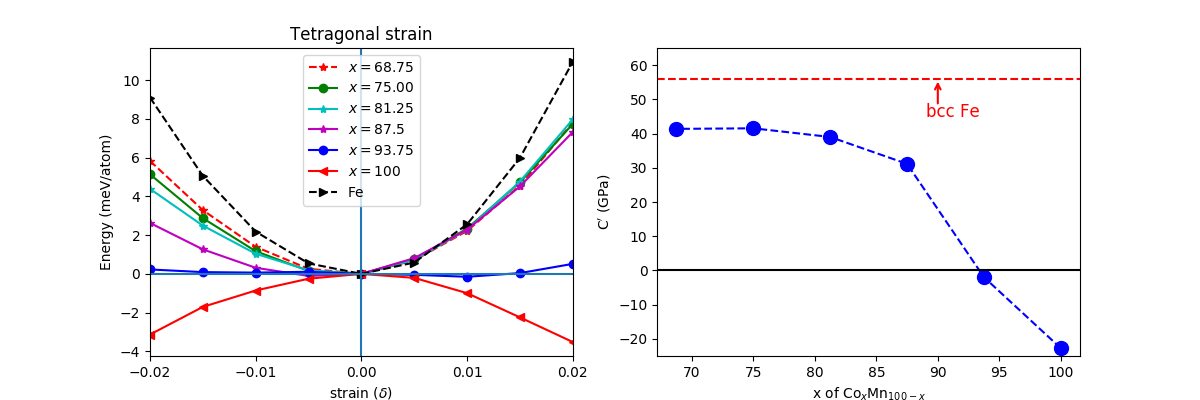 Tetragonal strain
Energy (meV/atom)
10
8
6
4
2
0
−2
−4
x = 68.75
x = 75.00
x = 81.25
x = 87.5
x = 93.75
x = 100
Fe
−0.02
−0.01
0.00
0.01
0.02
strain (δ)
C′ (GPa)
60
50
40
30
20
10
0
−10
−20
bcc Fe
70
75
80
85
90
95
100
x of CoₓMn₁₀₀₋ₓ